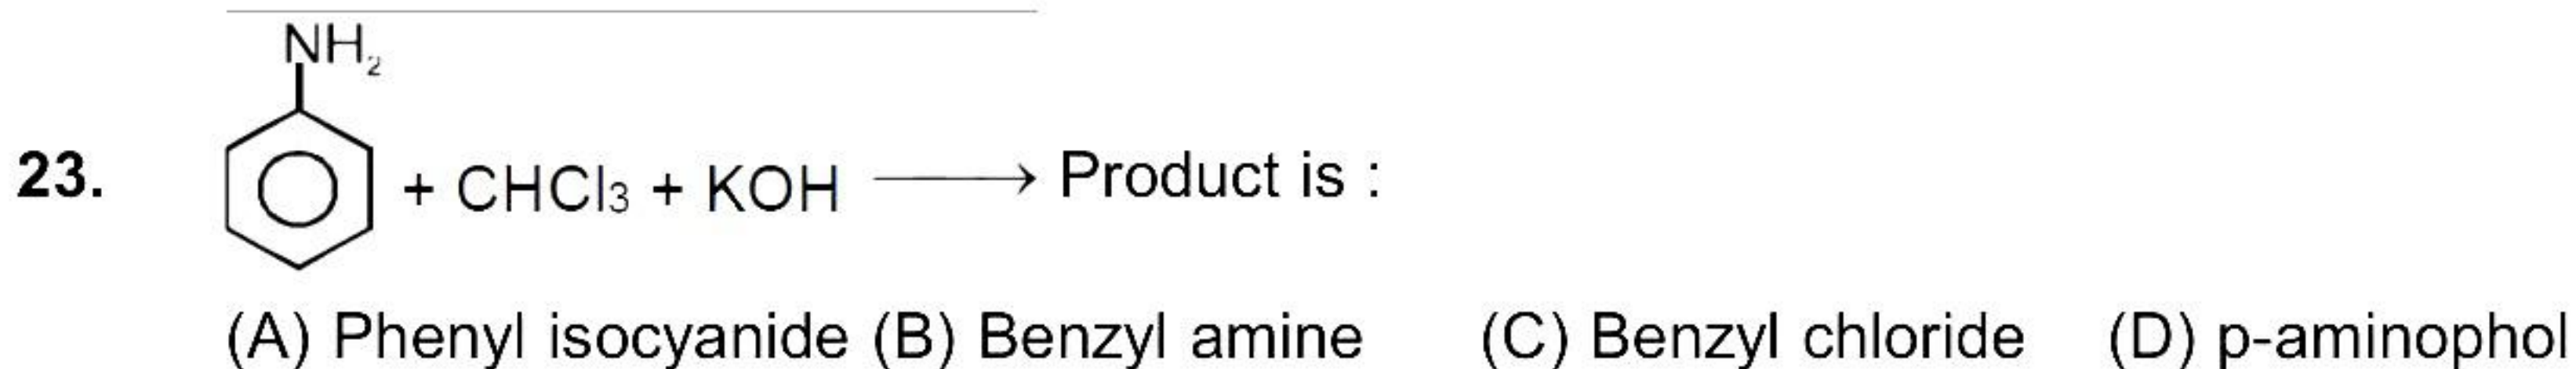 NH₂
23. + CHCl₃ + KOH ⟶ Product is :
(A) Phenyl isocyanide (B) Benzyl amine (C) Benzyl chloride (D) p-aminophol